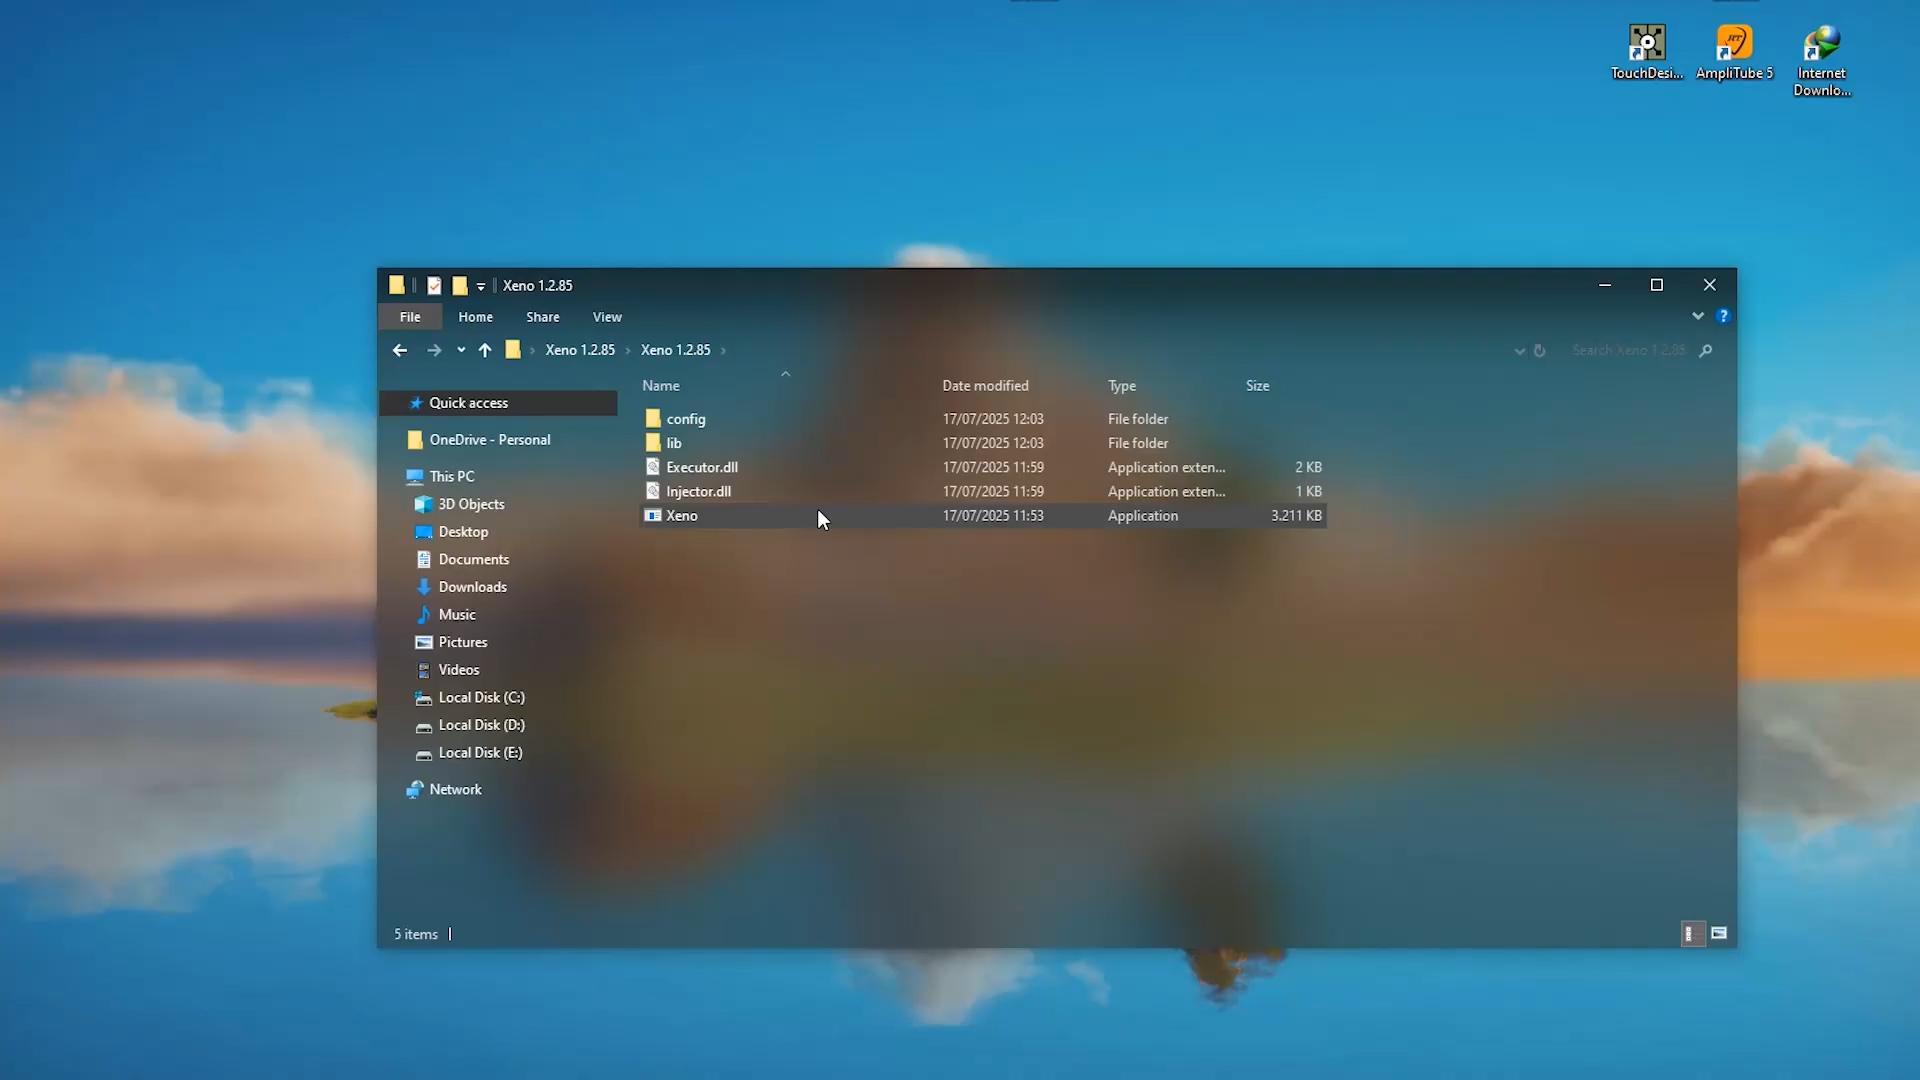 TouchDesi...
AmpliTube 5
Internet
Downlo...
Xeno 1.2.85
File
Home
Share
View
Xeno 1.2.85
Xeno 1.2.85
Search Xeno 1.2.85
Name
Date modified
Type
Size
Quick access
OneDrive - Personal
This PC
3D Objects
Desktop
Documents
Downloads
Music
Pictures
Videos
Local Disk (C:)
Local Disk (D:)
Local Disk (E:)
Network
config 17/07/2025 12:03 File folder
lib 17/07/2025 12:03 File folder
Executor.dll 17/07/2025 11:59 Application exten... 2 KB
Injector.dll 17/07/2025 11:59 Application exten... 1 KB
Xeno 17/07/2025 11:53 Application 3.211 KB
5 items